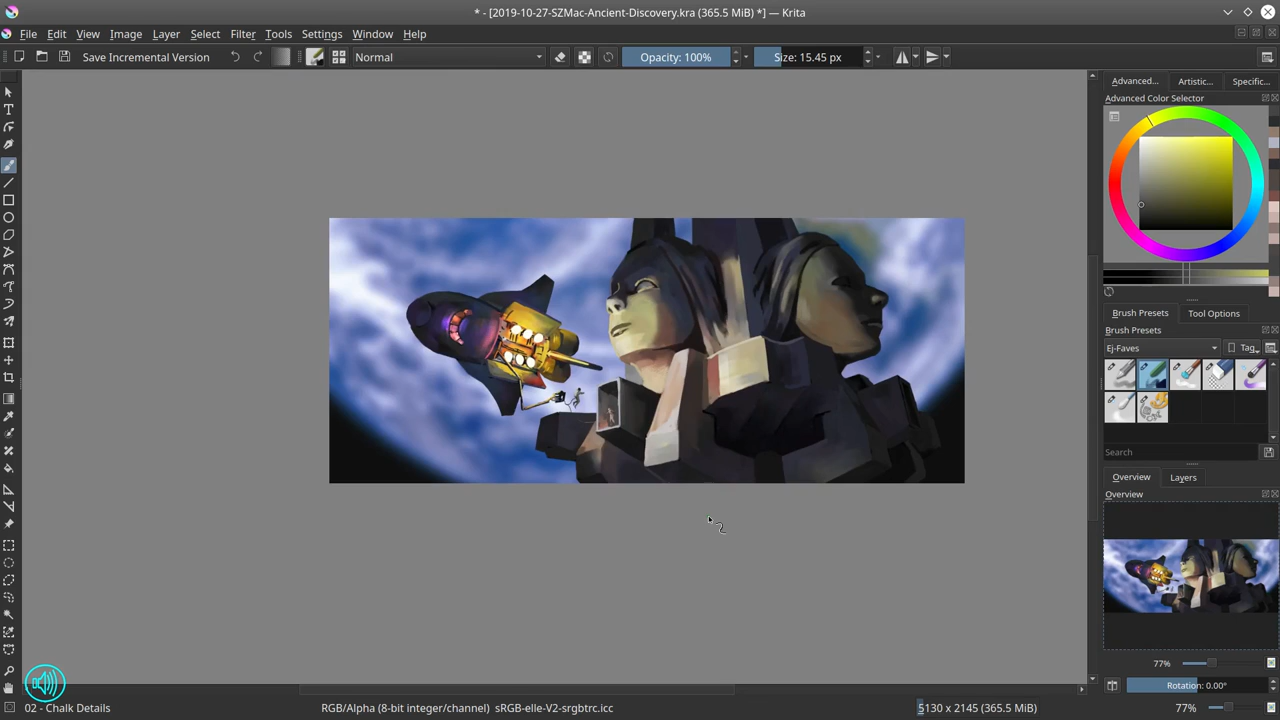 * - [2019-10-27-SZMac-Ancient-Discovery.kra (365.5 MiB) *] — Krita
File Edit View Image Layer Select Filter Tools Settings Window Help
Save Incremental Version Normal Opacity: 100% Size: 15.45 px
Advanced... Artistic... Specific...
Advanced Color Selector
Brush Presets Tool Options
Brush Presets
Ej-Faves Tag
Search
Overview Layers
Overview
77%
Rotation: 0.00°
02 - Chalk Details RGB/Alpha (8-bit integer/channel) sRGB-elle-V2-srgbtrc.icc 5130 x 2145 (365.5 MiB) 77%